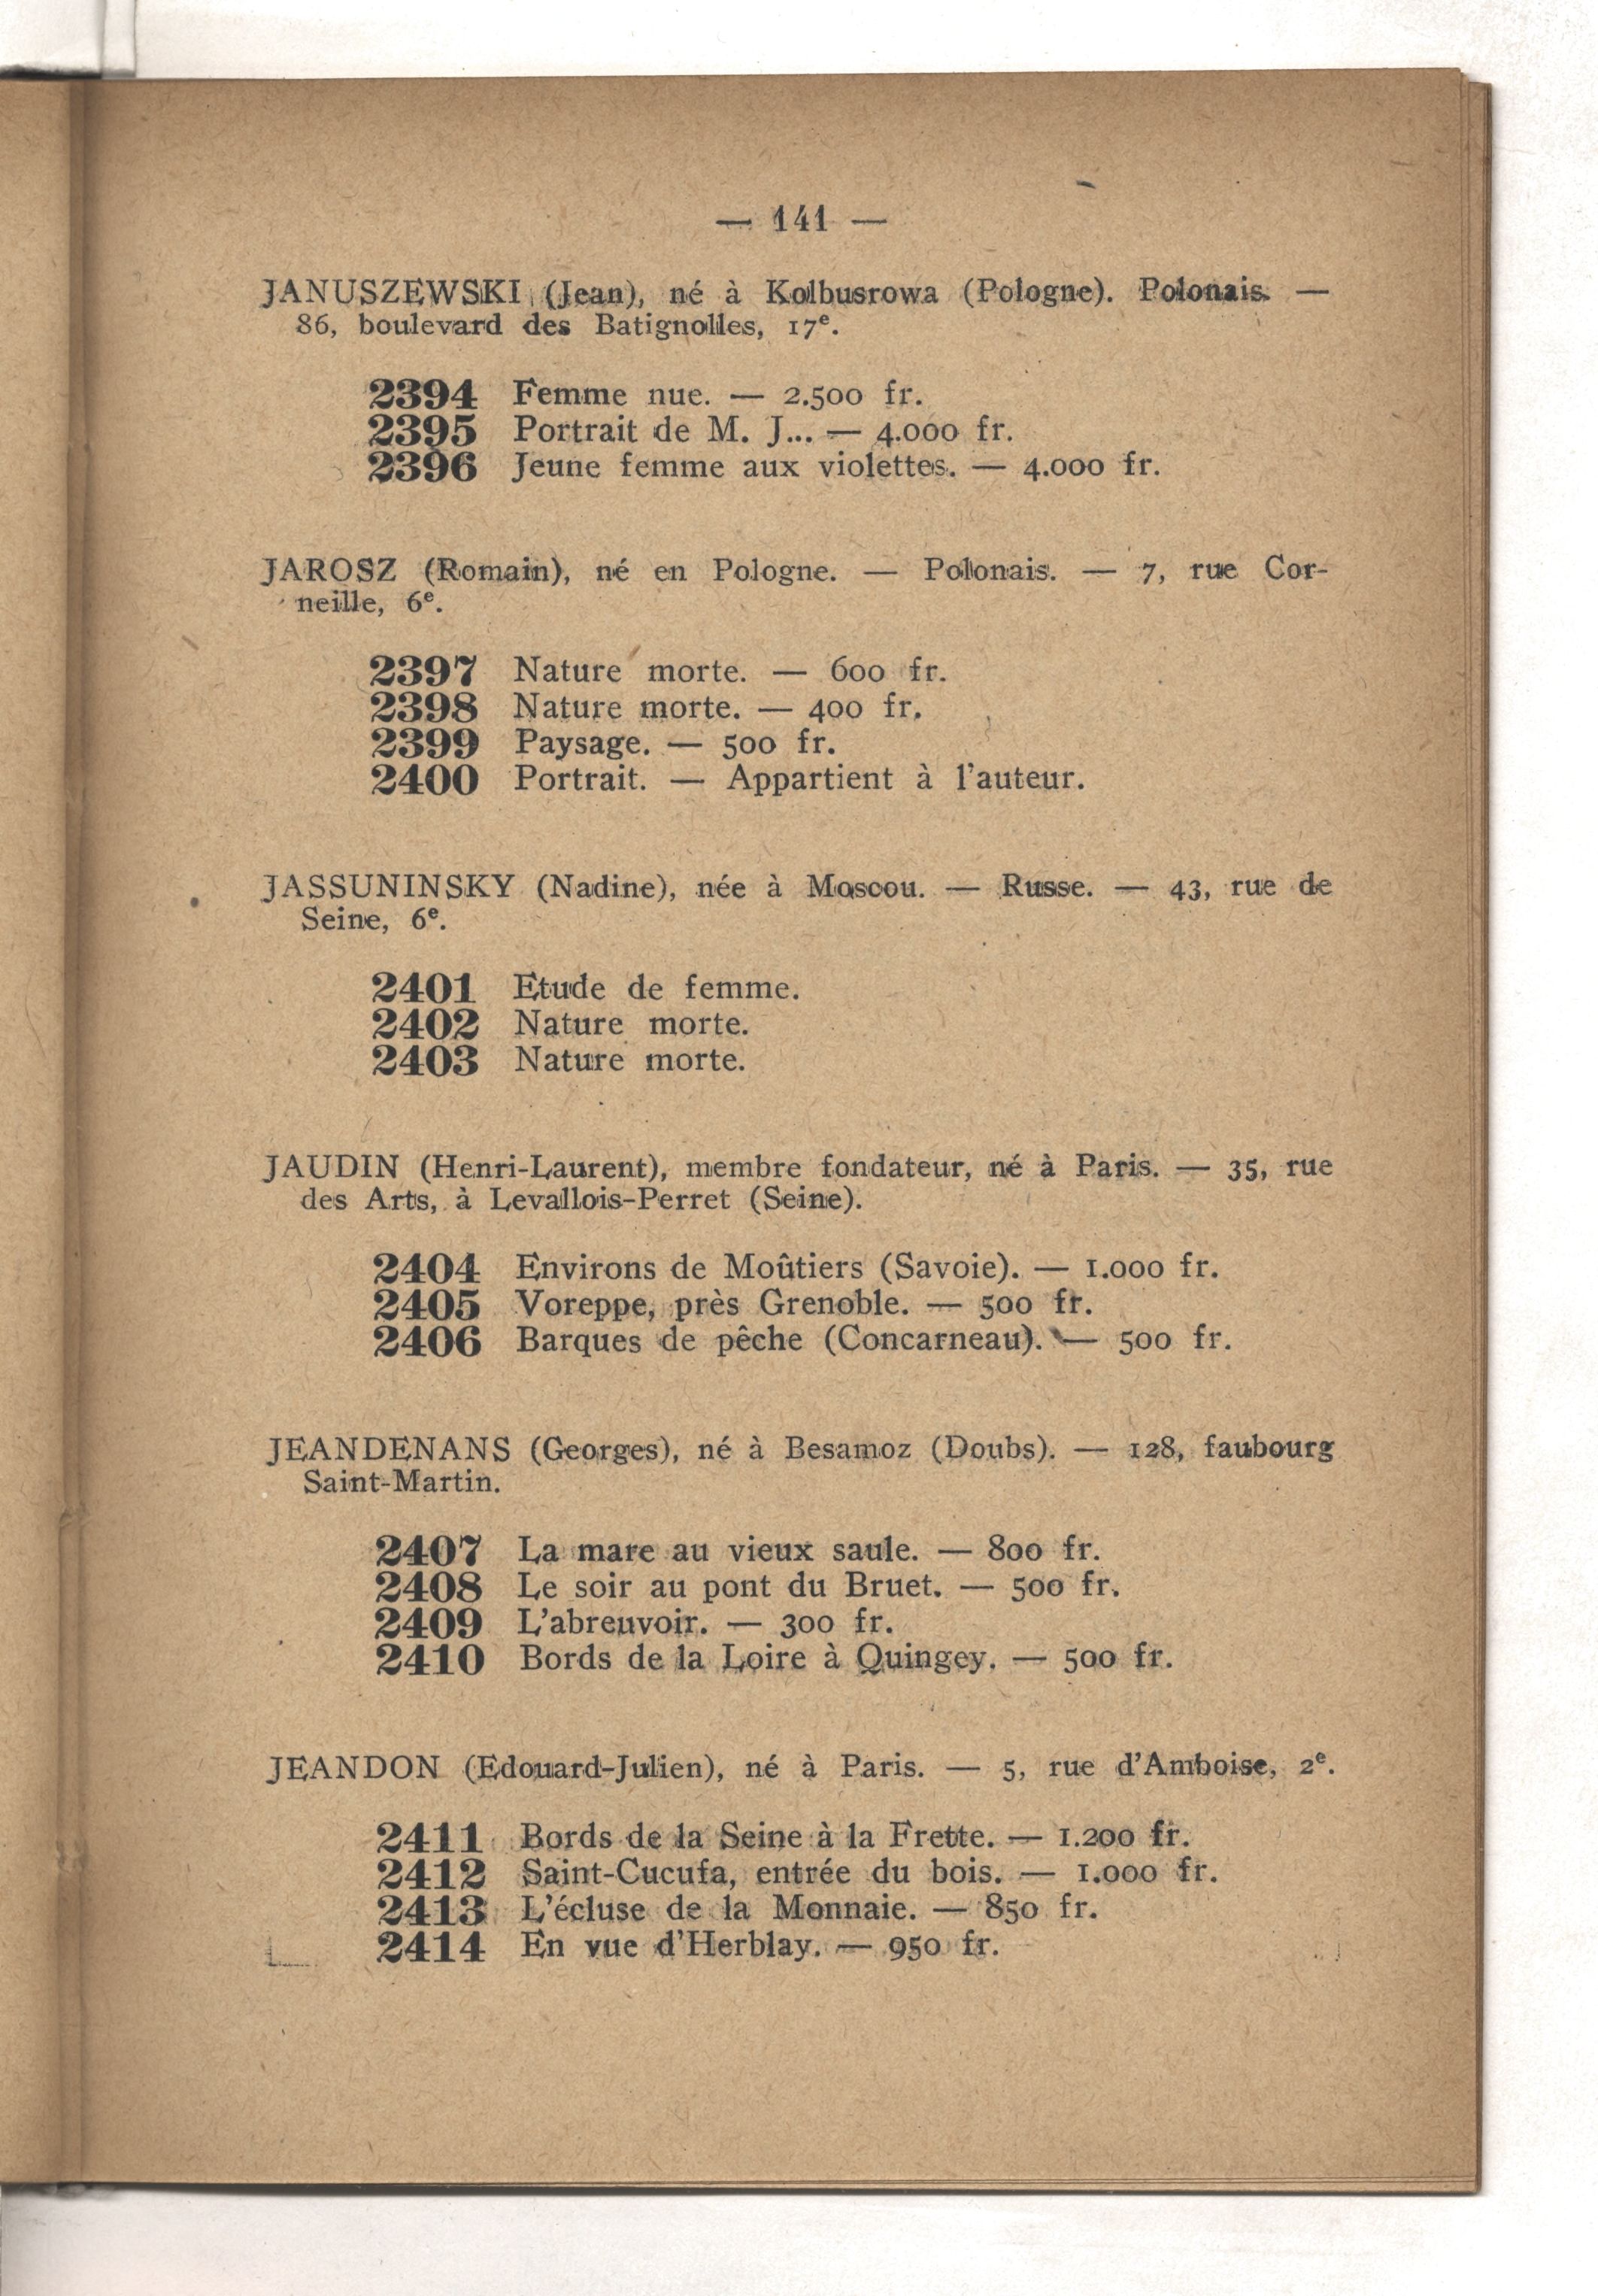 — 141 —
JANUSZEWSKI (Jean), né à Kolbusrowa (Pologne). Polonais. —
86, boulevard des Batignolles, 17e.
2394 Femme nue. — 2.500 fr.
2395 Portrait de M. J... — 4.000 fr.
2396 Jeune femme aux violettes. — 4.000 fr.
JAROSZ (Romain), né en Pologne. — Polonais. — 7, rue Cor-
neille, 6e.
2397 Nature morte. — 600 fr.
2398 Nature morte. — 400 fr.
2399 Paysage. — 500 fr.
2400 Portrait. — Appartient à l'auteur.
JASSUNINSKY (Nadine), née à Moscou. — Russe. — 43, rue de
Seine, 6e.
2401 Etude de femme.
2402 Nature morte.
2403 Nature morte.
JAUDIN (Henri-Laurent), membre fondateur, né à Paris. — 35, rue
des Arts, à Levallois-Perret (Seine).
2404 Environs de Moûtiers (Savoie). — 1.000 fr.
2405 Voreppe, près Grenoble. — 500 fr.
2406 Barques de pêche (Concarneau). — 500 fr.
JEANDENANS (Georges), né à Besamoz (Doubs). — 128, faubourg
Saint-Martin.
2407 La mare au vieux saule. — 800 fr.
2408 Le soir au pont du Bruet. — 500 fr.
2409 L'abreuvoir. — 300 fr.
2410 Bords de la Loire à Quingey. — 500 fr.
JEANDON (Edouard-Julien), né à Paris. — 5, rue d'Amboise, 2e.
2411 Bords de la Seine à la Frette. — 1.200 fr.
2412 Saint-Cucufa, entrée du bois. — 1.000 fr.
2413 L'écluse de la Monnaie. — 850 fr.
2414 En vue d'Herblay. — 950 fr.